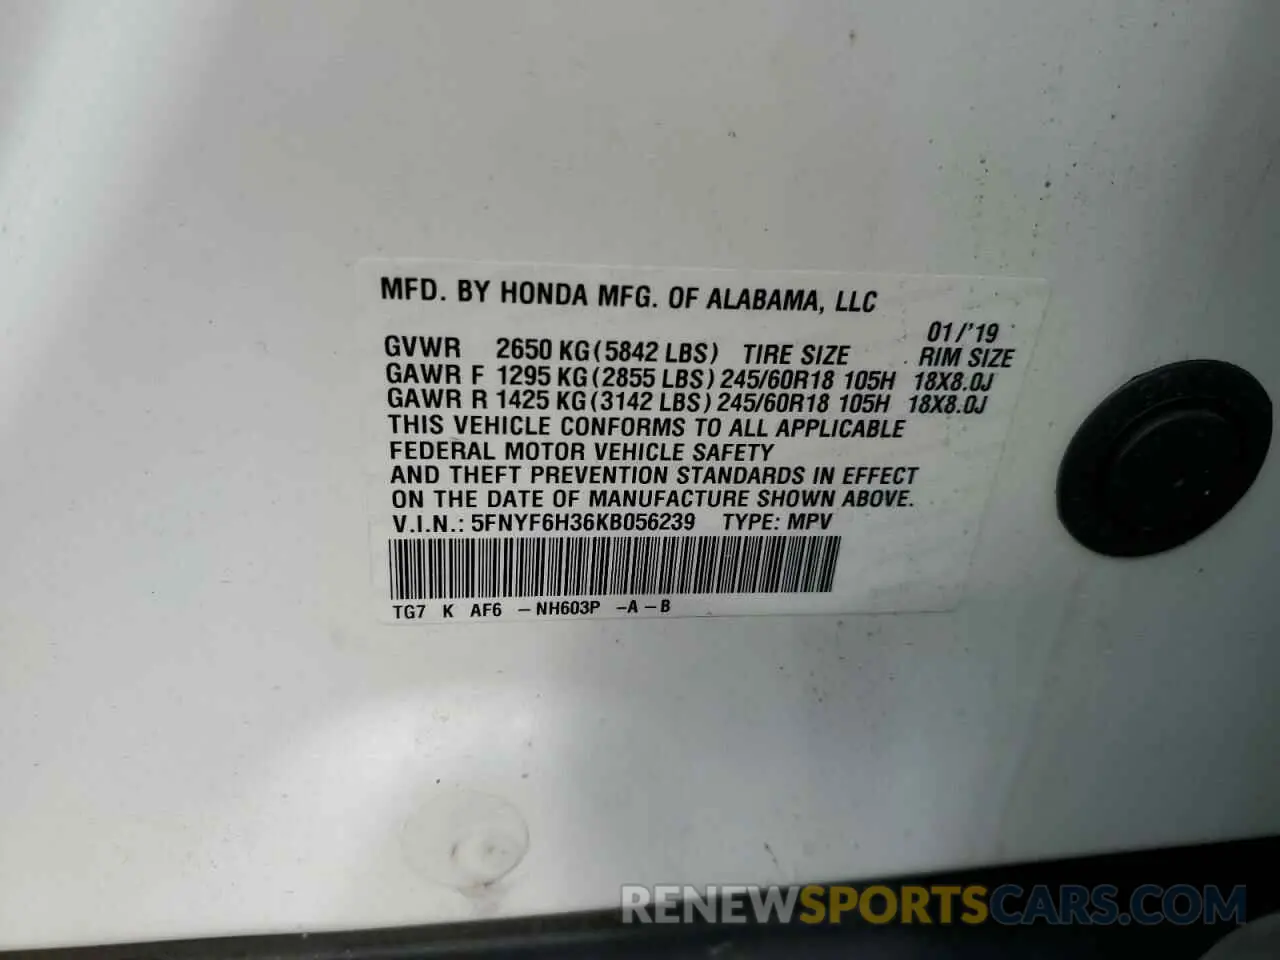 MFD. BY HONDA MFG. OF ALABAMA, LLC
01/'19
GVWR 2650 KG(5842 LBS) TIRE SIZE RIM SIZE
GAWR F 1295 KG(2855 LBS) 245/60R18 105H 18X8.0J
GAWR R 1425 KG(3142 LBS) 245/60R18 105H 18X8.0J
THIS VEHICLE CONFORMS TO ALL APPLICABLE
FEDERAL MOTOR VEHICLE SAFETY
AND THEFT PREVENTION STANDARDS IN EFFECT
ON THE DATE OF MANUFACTURE SHOWN ABOVE.
V.I.N.: 5FNYF6H36KB056239 TYPE: MPV
TG7 K AF6 – NH603P –A – B
RENEWSPORTSCARS.COM